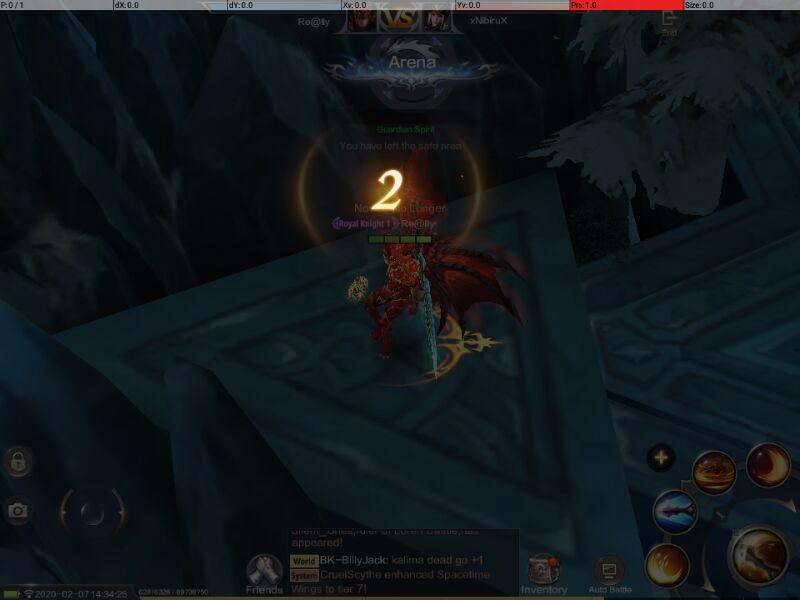 P: 0 / 1 dX: 0.0 dY: 0.0 Xv: 0.0 Yv: 0.0 Prs: 1.0 Size: 0.0
Re@lly VS xNibiruX
End
Arena
Guardian Spirit
You have left the safe area
2
No Longer
Royal Knight 1 Re@lly
appeared!
World BK-BillyJack: kalima dead go +1
System CruelScythe enhanced Spacetime
Wings to tier 7!
Friends
Inventory
Auto Battle
2020-02-07 14:34:25